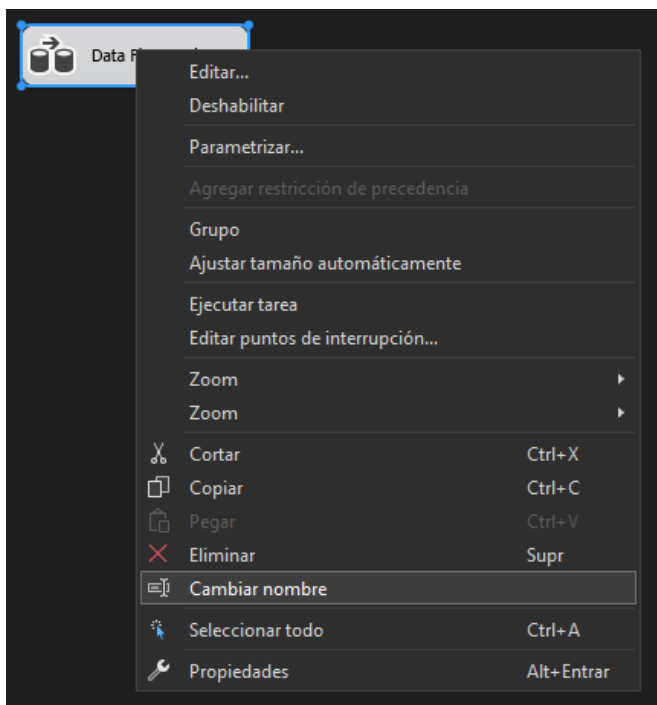 Data F
Editar...
Deshabilitar
Parametrizar...
Agregar restricción de precedencia
Grupo
Ajustar tamaño automáticamente
Ejecutar tarea
Editar puntos de interrupción...
Zoom
Zoom
Cortar Ctrl+X
Copiar Ctrl+C
Pegar Ctrl+V
Eliminar Supr
Cambiar nombre
Seleccionar todo Ctrl+A
Propiedades Alt+Entrar